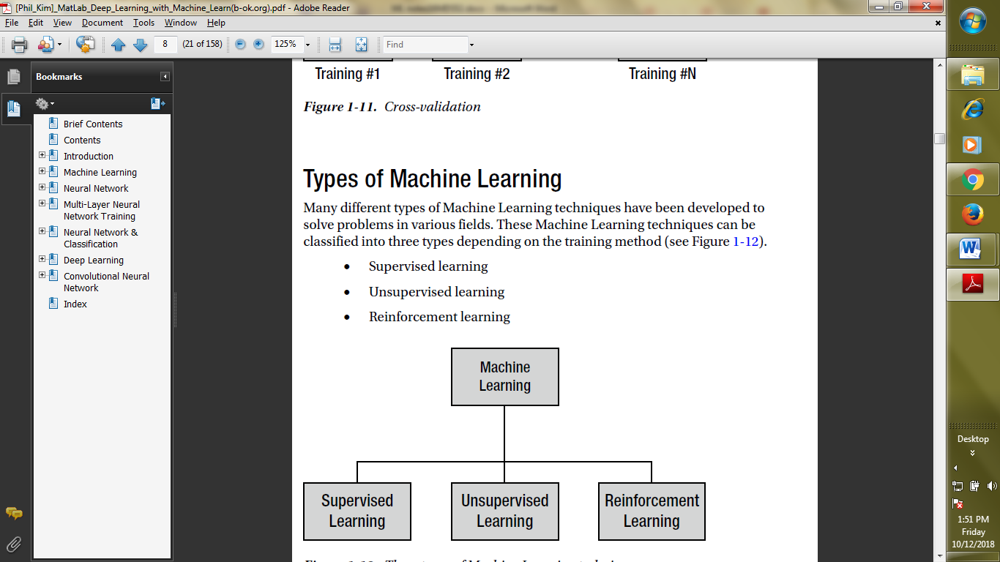 [Phil_Kim]_MatLab_Deep_Learning_with_Machine_Learn(b-ok.org).pdf - Adobe Reader
File Edit View Document Tools Window Help
8 (21 of 158) 125% Find
Bookmarks
Brief Contents
Contents
Introduction
Machine Learning
Neural Network
Multi-Layer Neural
Network Training
Neural Network &
Classification
Deep Learning
Convolutional Neural
Network
Index
Training #1 Training #2 Training #N
Figure 1-11. Cross-validation
Types of Machine Learning
Many different types of Machine Learning techniques have been developed to
solve problems in various fields. These Machine Learning techniques can be
classified into three types depending on the training method (see Figure 1-12).
• Supervised learning
• Unsupervised learning
• Reinforcement learning
Machine
Learning
Supervised
Learning
Unsupervised
Learning
Reinforcement
Learning
Desktop
1:51 PM
Friday
10/12/2018